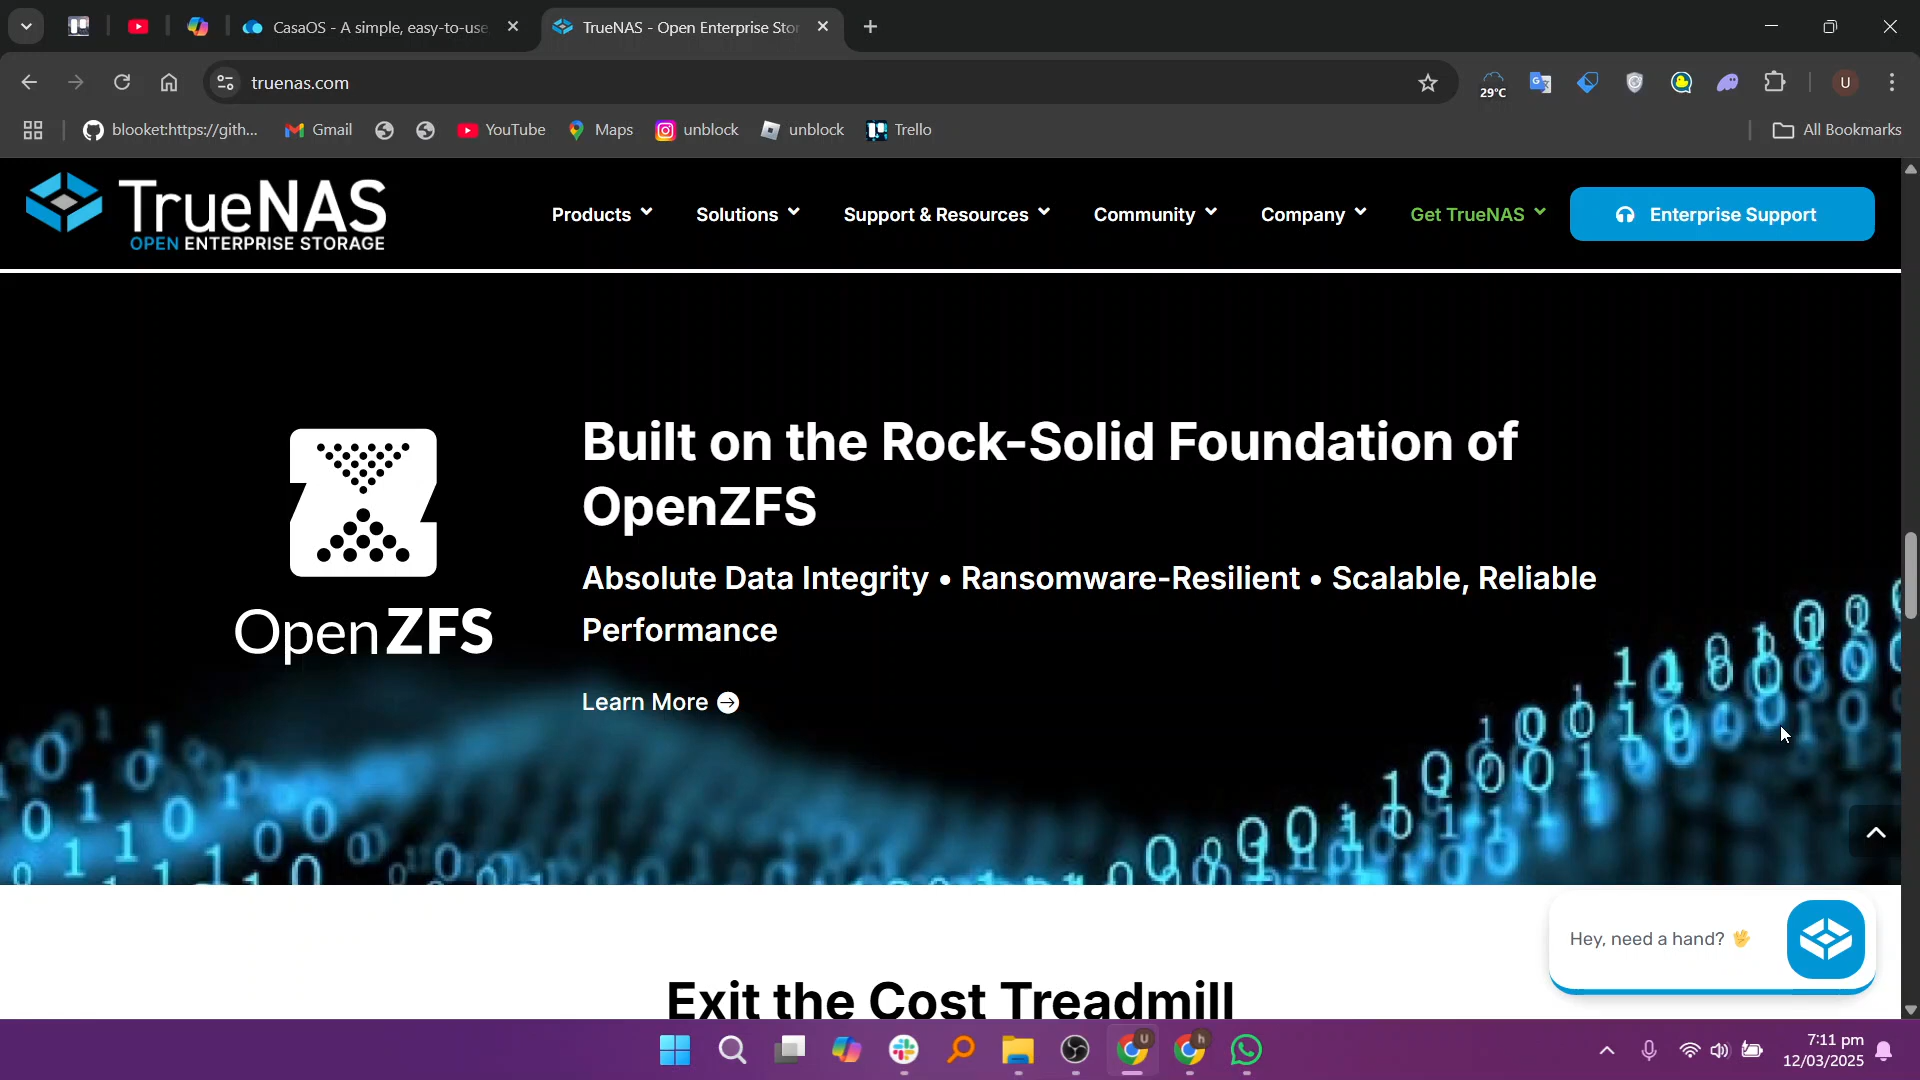 CasaOS - A simple, easy-to-use
TrueNAS - Open Enterprise Stor
truenas.com
29°C
U
blooket:https://gith...
Gmail
YouTube
Maps
unblock
unblock
Trello
All Bookmarks
TrueNAS
OPEN ENTERPRISE STORAGE
Products
Solutions
Support & Resources
Community
Company
Get TrueNAS
Enterprise Support
Open ZFS
Built on the Rock-Solid Foundation of
OpenZFS
Absolute Data Integrity • Ransomware-Resilient • Scalable, Reliable
Performance
Learn More
Hey, need a hand? 🖖
Exit the Cost Treadmill
U
h
7:11 pm
12/03/2025